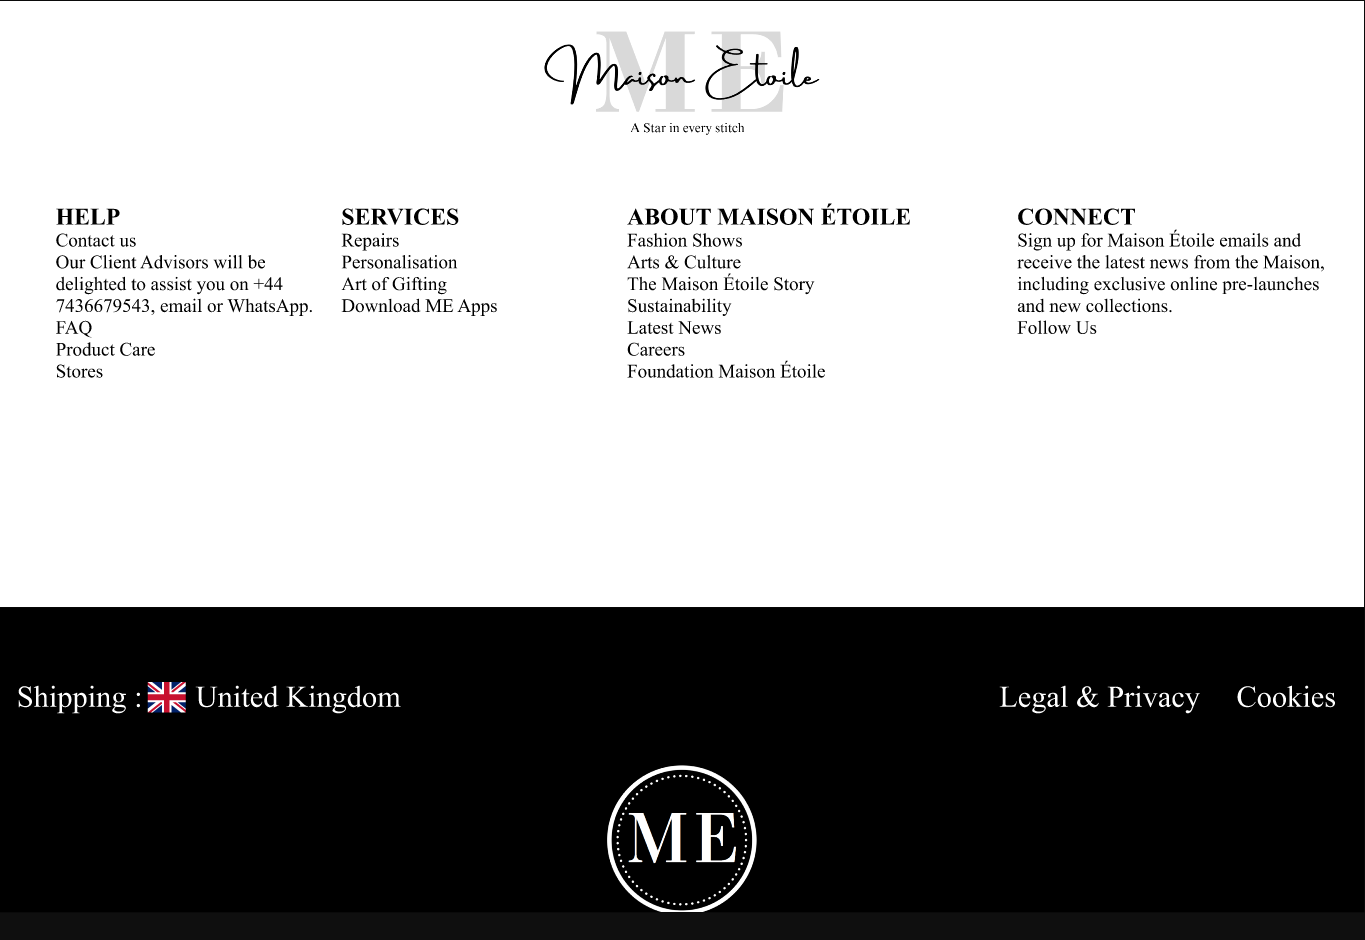 ME
Maison Etoile
A Star in every stitch
HELP
Contact us
Our Client Advisors will be
delighted to assist you on +44
7436679543, email or WhatsApp.
FAQ
Product Care
Stores
SERVICES
Repairs
Personalisation
Art of Gifting
Download ME Apps
ABOUT MAISON ÉTOILE
Fashion Shows
Arts & Culture
The Maison Étoile Story
Sustainability
Latest News
Careers
Foundation Maison Étoile
CONNECT
Sign up for Maison Étoile emails and
receive the latest news from the Maison,
including exclusive online pre-launches
and new collections.
Follow Us
Shipping : United Kingdom
Legal & Privacy Cookies
ME